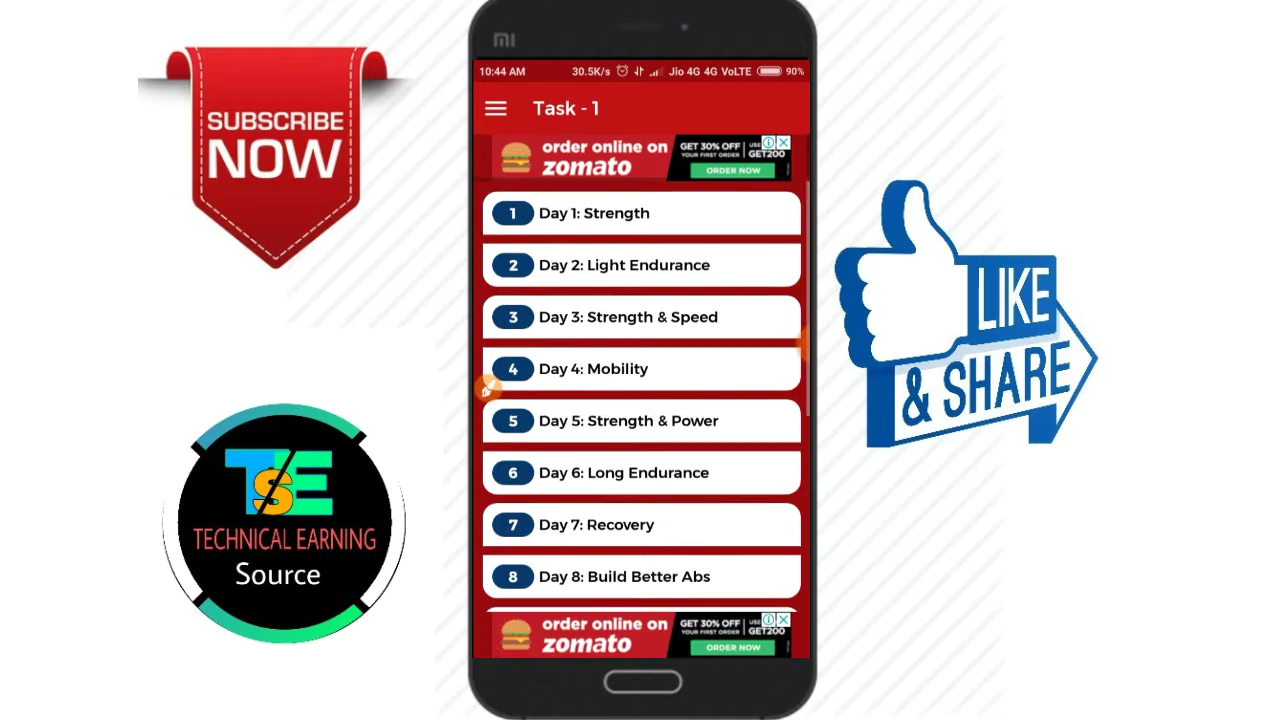 SUBSCRIBE
NOW
TECHNICAL EARNING
Source
mi
10:44 AM 30.5K/s Jio 4G 4G VoLTE 90%
Task - 1
order online on
zomato
GET 30% OFF
YOUR FIRST ORDER
USE
GET200
ORDER NOW
1 Day 1: Strength
2 Day 2: Light Endurance
3 Day 3: Strength & Speed
4 Day 4: Mobility
5 Day 5: Strength & Power
6 Day 6: Long Endurance
7 Day 7: Recovery
8 Day 8: Build Better Abs
order online on
zomato
GET 30% OFF
YOUR FIRST ORDER
USE
GET200
ORDER NOW
LIKE
& SHARE
TSE